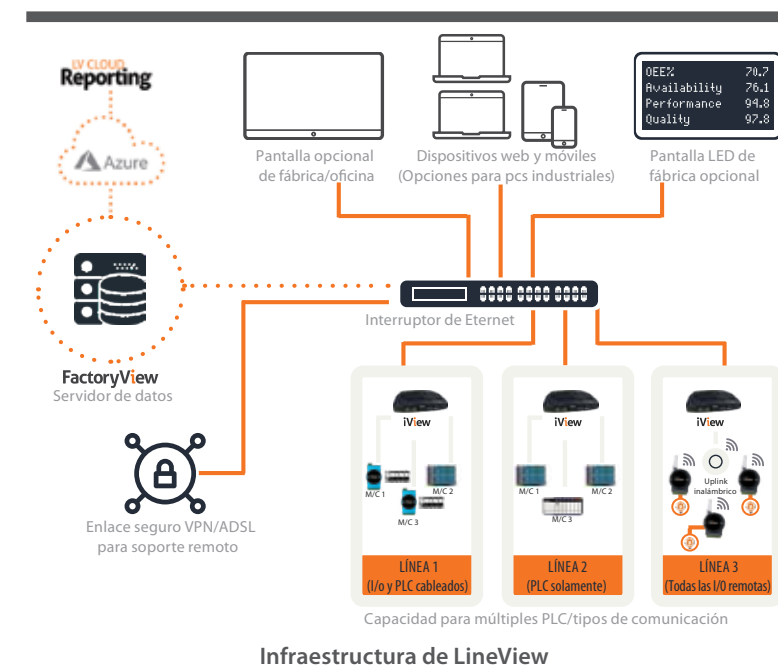 LV CLOUD
Reporting
Azure
FactoryView
Servidor de datos
Pantalla opcional
de fábrica/oficina
Dispositivos web y móviles
(Opciones para pcs industriales)
OEE% 70.7
Availability 76.1
Performance 94.8
Quality 97.8
Pantalla LED de
fábrica opcional
Interruptor de Eternet
Enlace seguro VPN/ADSL
para soporte remoto
iView
M/C 1
M/C 2
M/C 3
LÍNEA 1
(I/o y PLC cableados)
iView
M/C 1
M/C 2
M/C 3
LÍNEA 2
(PLC solamente)
iView
Uplink
inalámbrico
LÍNEA 3
(Todas las I/0 remotas)
Capacidad para múltiples PLC/tipos de comunicación
Infraestructura de LineView